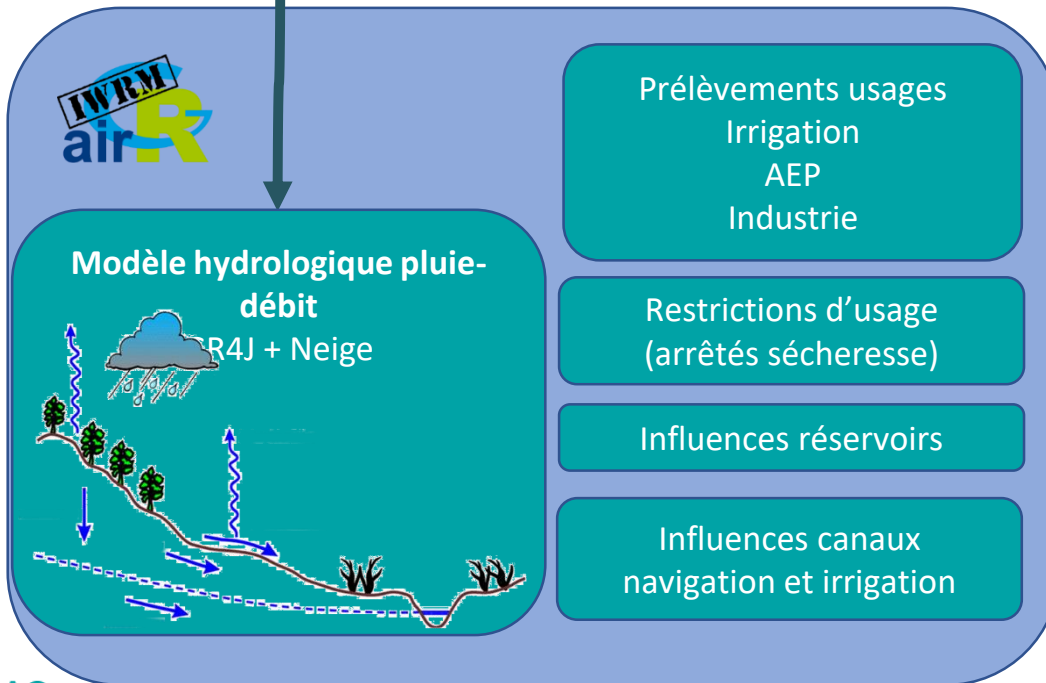 IWRM
airGR
Modèle hydrologique pluie-
débit
R4J + Neige
Prélèvements usages
Irrigation
AEP
Industrie
Restrictions d’usage
(arrêtés sécheresse)
Influences réservoirs
Influences canaux
navigation et irrigation